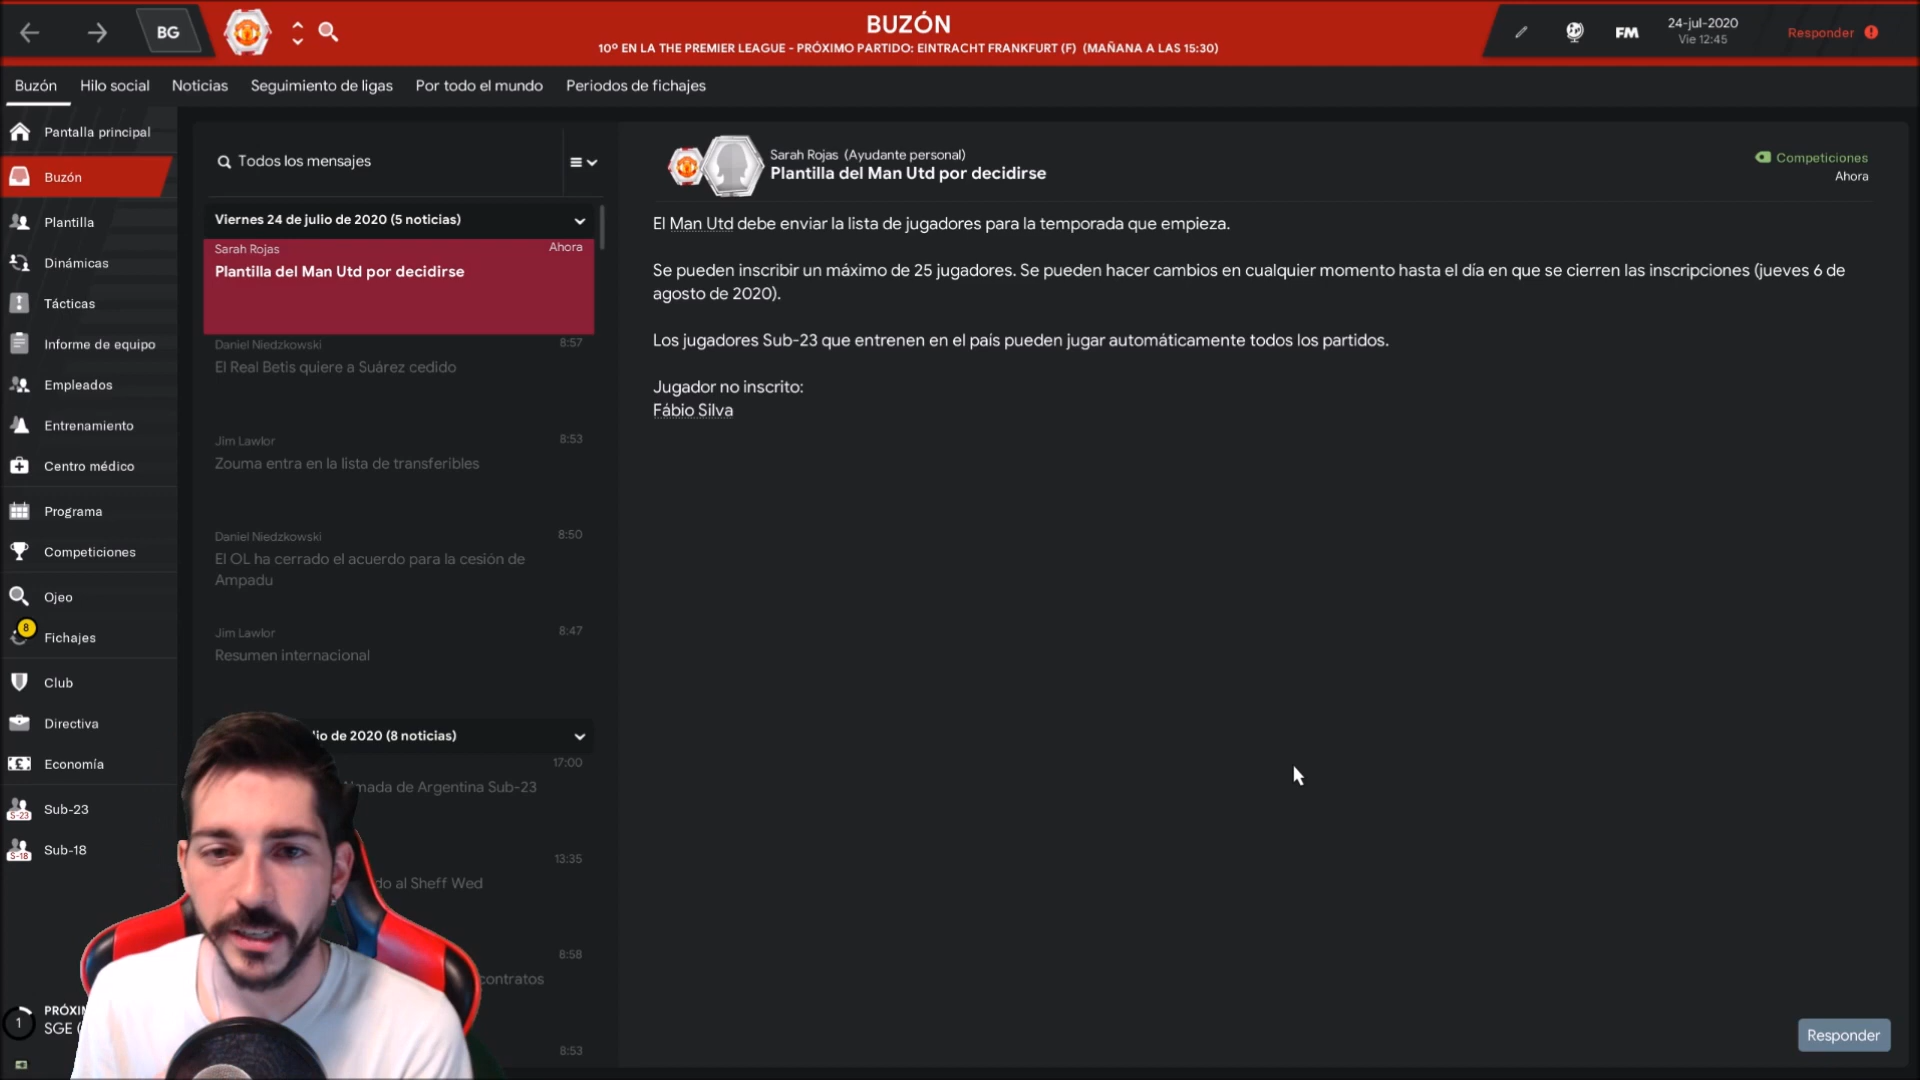 BG
BUZÓN
10º EN LA THE PREMIER LEAGUE - PRÓXIMO PARTIDO: EINTRACHT FRANKFURT (F) (MAÑANA A LAS 15:30)
FM
24-jul-2020
Vie 12:45
Responder
Buzón
Hilo social
Noticias
Seguimiento de ligas
Por todo el mundo
Periodos de fichajes
Pantalla principal
Buzón
Plantilla
Dinámicas
Tácticas
Informe de equipo
Empleados
Entrenamiento
Centro médico
Programa
Competiciones
Ojeo
8
Fichajes
Club
Directiva
Economía
S-23
Sub-23
S-18
Sub-18
1
SGE
Todos los mensajes
Viernes 24 de julio de 2020 (5 noticias)
Sarah Rojas
Ahora
Plantilla del Man Utd por decidirse
Daniel Niedzkowski
8:57
El Real Betis quiere a Suárez cedido
Jim Lawlor
8:53
Zouma entra en la lista de transferibles
Daniel Niedzkowski
8:50
El OL ha cerrado el acuerdo para la cesión de
Ampadu
Jim Lawlor
8:47
Resumen internacional
de 2020 (8 noticias)
17:00
de Argentina Sub-23
13:35
al Sheff Wed
8:58
contratos
8:53
Sarah Rojas (Ayudante personal)
Plantilla del Man Utd por decidirse
Competiciones
Ahora
El Man Utd debe enviar la lista de jugadores para la temporada que empieza.
Se pueden inscribir un máximo de 25 jugadores. Se pueden hacer cambios en cualquier momento hasta el día en que se cierren las inscripciones (jueves 6 de
agosto de 2020).
Los jugadores Sub-23 que entrenen en el país pueden jugar automáticamente todos los partidos.
Jugador no inscrito:
Fábio Silva
Responder